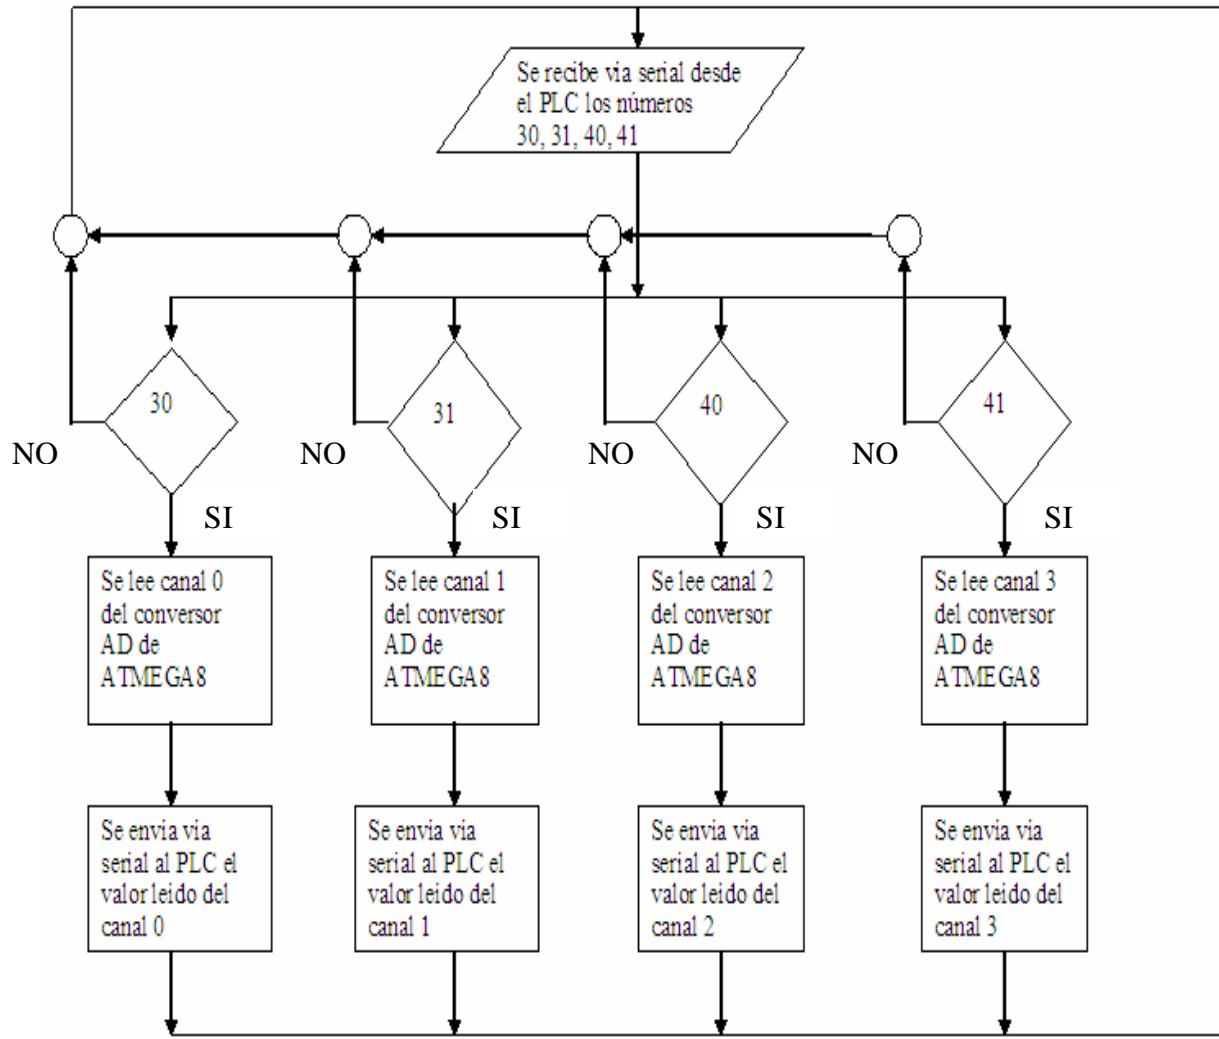 Se recibe via serial desde
el PLC los números
30, 31, 40, 41
30
31
40
41
NO
NO
NO
NO
SI
SI
SI
SI
Se lee canal 0
del conversor
AD de
ATMEGA8
Se lee canal 1
del conversor
AD de
ATMEGA8
Se lee canal 2
del conversor
AD de
ATMEGA8
Se lee canal 3
del conversor
AD de
ATMEGA8
Se envia via
serial al PLC el
valor leido del
canal 0
Se envia via
serial al PLC el
valor leido del
canal 1
Se envia via
serial al PLC el
valor leido del
canal 2
Se envia via
serial al PLC el
valor leido del
canal 3